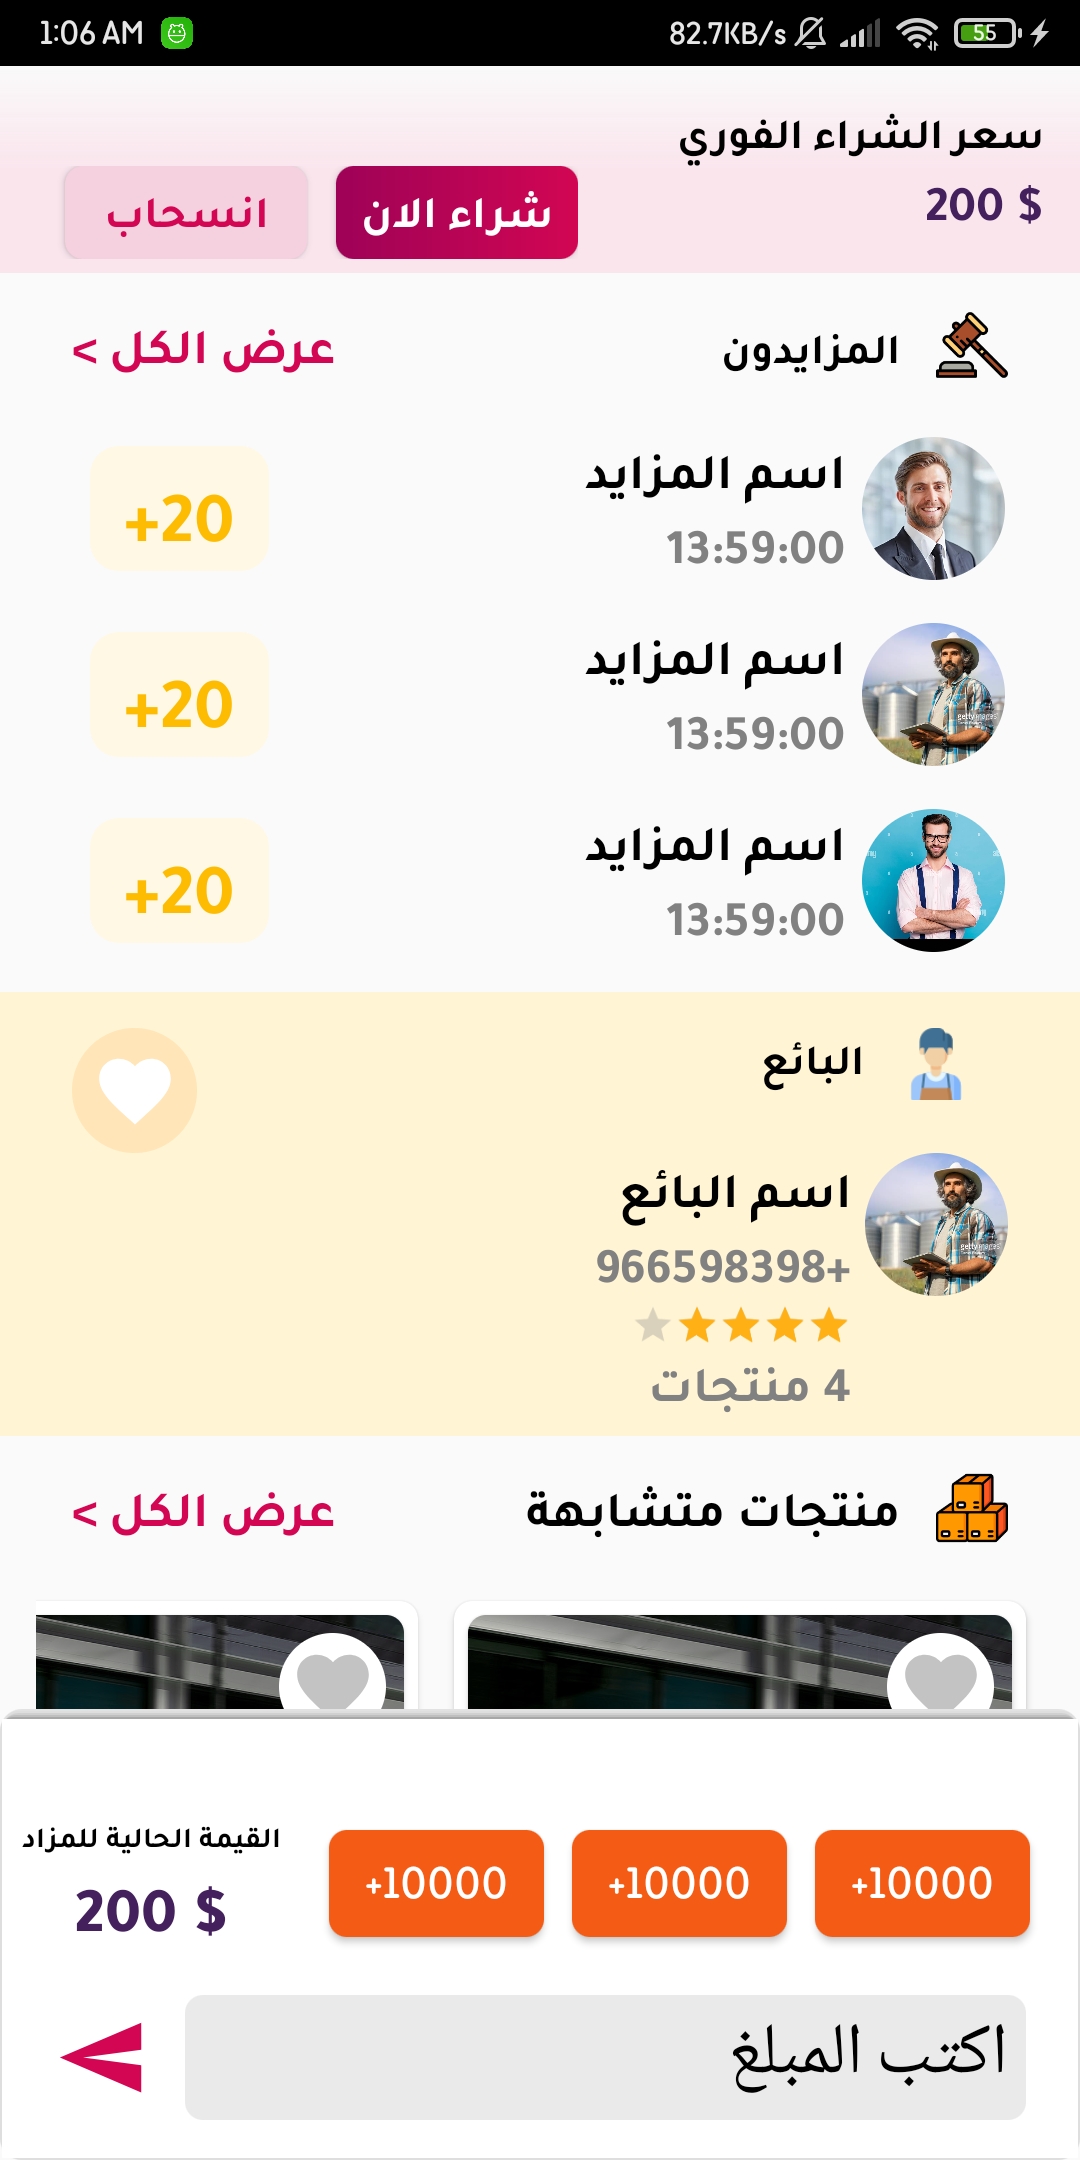 1:06 AM 82.7KB/s 55
سعر الشراء الفوري
200 $
شراء الان
انسحاب
المزايدون
عرض الكل >
اسم المزايد
13:59:00
+20
اسم المزايد
13:59:00
+20
gettyimages
اسم المزايد
13:59:00
+20
البائع
اسم البائع
966598398+
gettyimages
4 منتجات
منتجات متشابهة
عرض الكل >
+10000
+10000
+10000
القيمة الحالية للمزاد
200 $
اكتب المبلغ